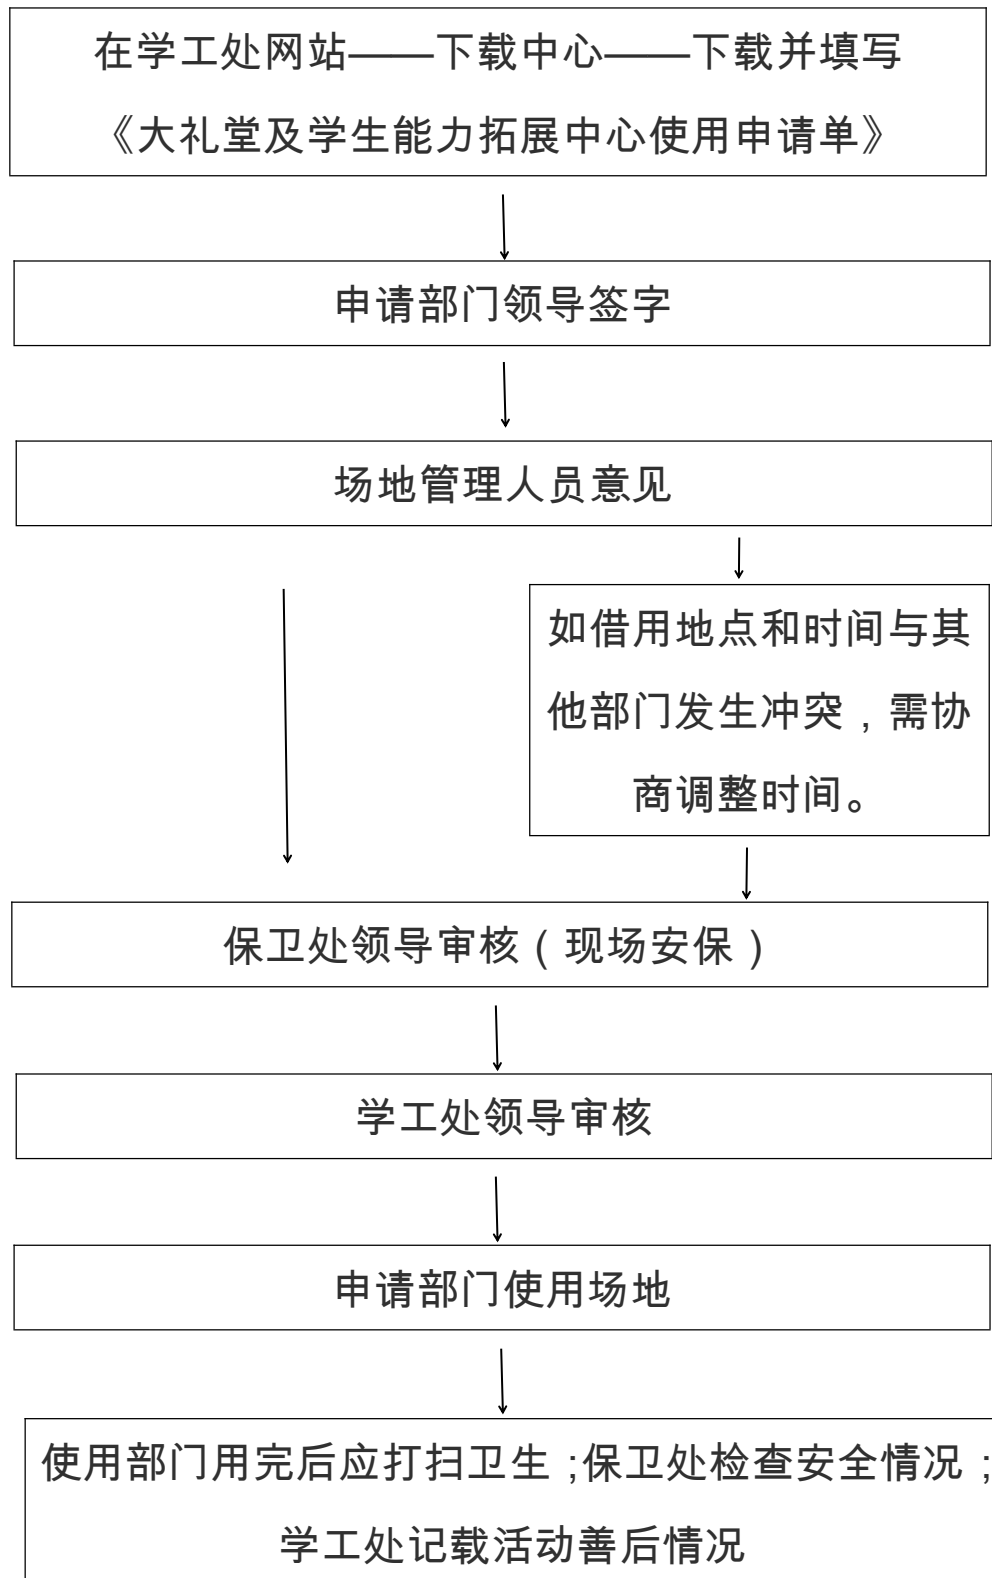 在学工处网站——下载中心——下载并填写
《大礼堂及学生能力拓展中心使用申请单》
申请部门领导签字
场地管理人员意见
如借用地点和时间与其
他部门发生冲突，需协
商调整时间。
保卫处领导审核（现场安保）
学工处领导审核
申请部门使用场地
使用部门用完后应打扫卫生;保卫处检查安全情况；
学工处记载活动善后情况